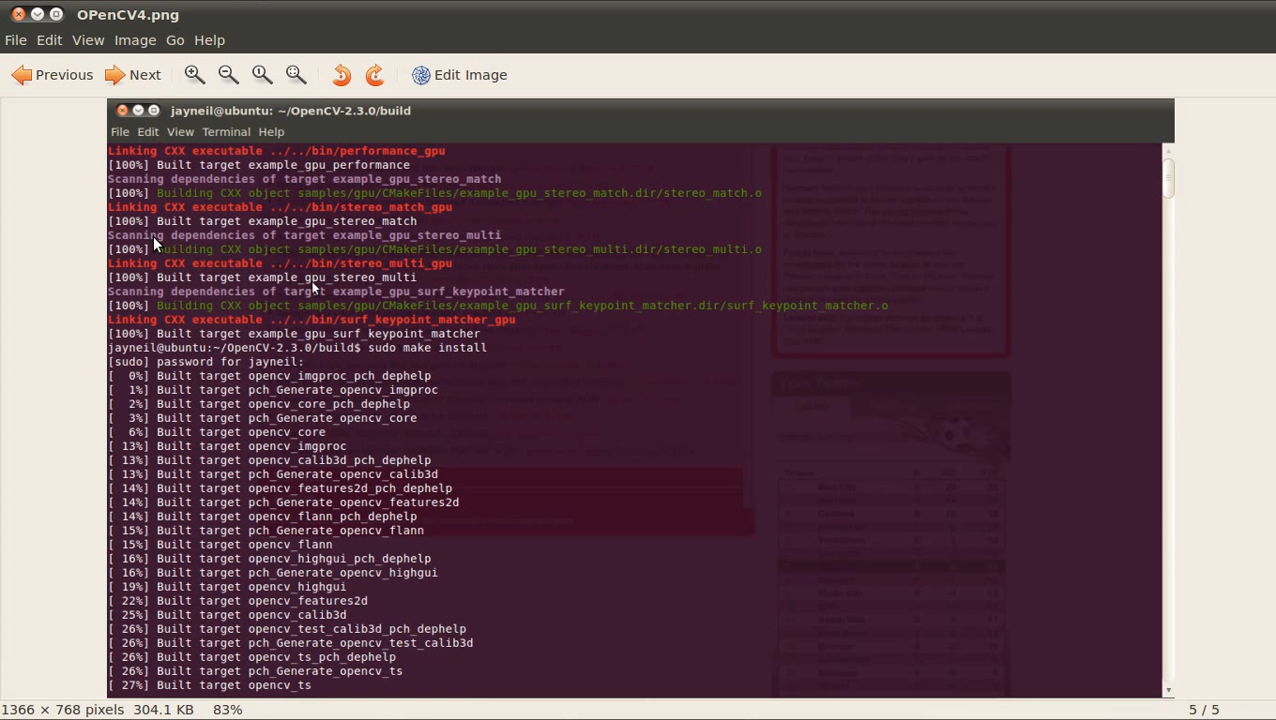 OPenCV4.png
File Edit View Image Go Help
Previous Next Edit Image
jayneil@ubuntu: ~/OpenCV-2.3.0/build
File Edit View Terminal Help
Linking CXX executable ../../bin/performance_gpu
[100%] Built target example_gpu_performance
Scanning dependencies of target example_gpu_stereo_match
[100%] Building CXX object samples/gpu/CMakeFiles/example_gpu_stereo_match.dir/stereo_match.o
Linking CXX executable ../../bin/stereo_match_gpu
[100%] Built target example_gpu_stereo_match
Scanning dependencies of target example_gpu_stereo_multi
[100%] Building CXX object samples/gpu/CMakeFiles/example_gpu_stereo_multi.dir/stereo_multi.o
Linking CXX executable ../../bin/stereo_multi_gpu
[100%] Built target example_gpu_stereo_multi
Scanning dependencies of target example_gpu_surf_keypoint_matcher
[100%] Building CXX object samples/gpu/CMakeFiles/example_gpu_surf_keypoint_matcher.dir/surf_keypoint_matcher.o
Linking CXX executable ../../bin/surf_keypoint_matcher_gpu
[100%] Built target example_gpu_surf_keypoint_matcher
jayneil@ubuntu:~/OpenCV-2.3.0/build$ sudo make install
[sudo] password for jayneil:
[  0%] Built target opencv_imgproc_pch_dephelp
[  1%] Built target pch_Generate_opencv_imgproc
[  2%] Built target opencv_core_pch_dephelp
[  3%] Built target pch_Generate_opencv_core
[  6%] Built target opencv_core
[ 13%] Built target opencv_imgproc
[ 13%] Built target opencv_calib3d_pch_dephelp
[ 13%] Built target pch_Generate_opencv_calib3d
[ 14%] Built target opencv_features2d_pch_dephelp
[ 14%] Built target pch_Generate_opencv_features2d
[ 14%] Built target opencv_flann_pch_dephelp
[ 15%] Built target pch_Generate_opencv_flann
[ 15%] Built target opencv_flann
[ 16%] Built target opencv_highgui_pch_dephelp
[ 16%] Built target pch_Generate_opencv_highgui
[ 19%] Built target opencv_highgui
[ 22%] Built target opencv_features2d
[ 25%] Built target opencv_calib3d
[ 26%] Built target opencv_test_calib3d_pch_dephelp
[ 26%] Built target pch_Generate_opencv_test_calib3d
[ 26%] Built target opencv_ts_pch_dephelp
[ 26%] Built target pch_Generate_opencv_ts
[ 27%] Built target opencv_ts
1366 × 768 pixels 304.1 KB 83% 5 / 5